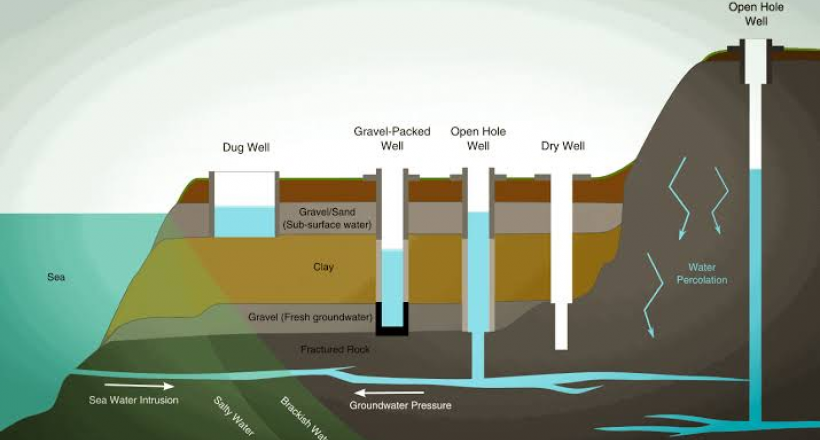 Open Hole
Well
Gravel-Packed
Well
Open Hole
Well
Dug Well
Dry Well
Gravel/Sand
(Sub-surface water)
Clay
Sea
Water
Percolation
Gravel (Fresh groundwater)
Fractured Rock
Sea Water Intrusion
Groundwater Pressure
Salty Water
Brackish Wat